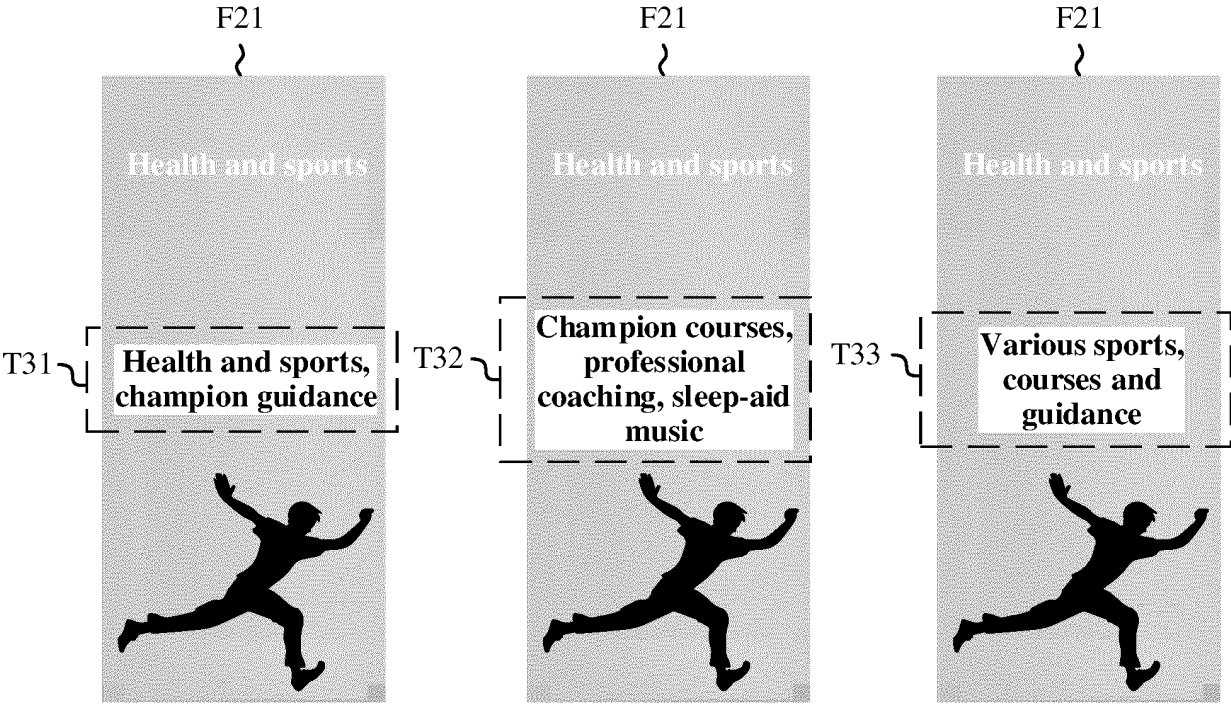 F21
F21
F21
Health and sports
Health and sports
Health and sports
T31
Health and sports,
champion guidance
T32
Champion courses,
professional
coaching, sleep-aid
music
T33
Various sports,
courses and
guidance